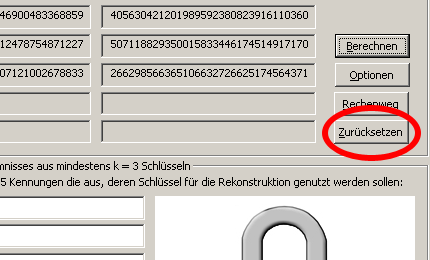 46900483368859 405630421201989592380823916110360
12478754871227 507118829350015833446174514917170
Berechnen
07121002678833 266298566365106632726625174564371
Optionen
Rechenweg
Zurücksetzen
mnisses aus mindestens k = 3 Schlüsseln
5 Kennungen die aus, deren Schlüssel für die Rekonstruktion genutzt werden sollen: